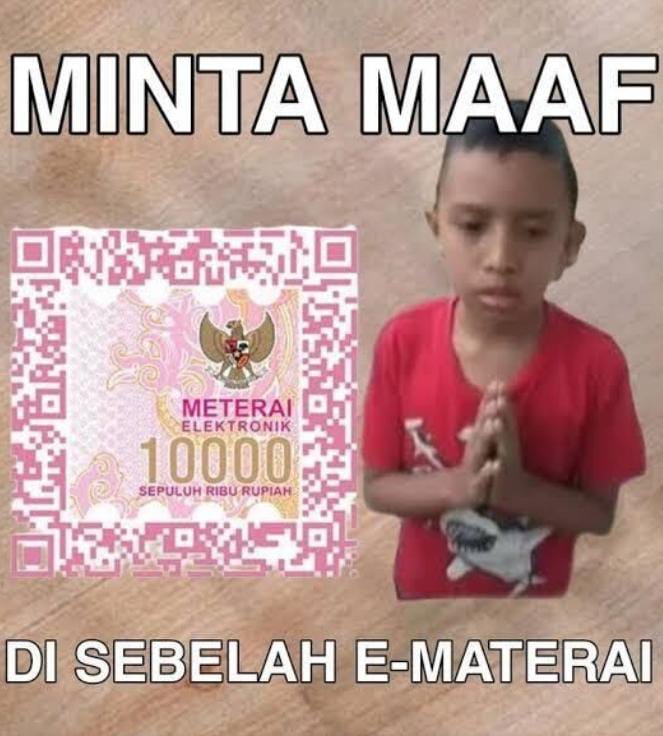 MINTA MAAF
METERAI
ELEKTRONIK
10000
SEPULUH RIBU RUPIAH
DI SEBELAH E-MATERAI